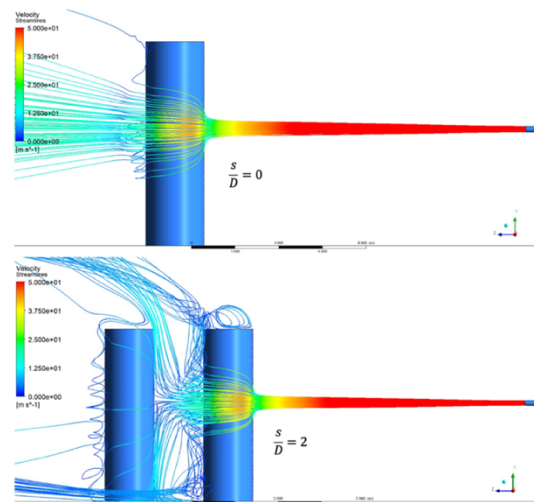 Velocity
Streamlines
5.000e+01
3.750e+01
2.500e+01
1.250e+01
0.000e+00
[m s^-1]
s/D = 0
Y
Z
Velocity
Streamlines
5.000e+01
3.750e+01
2.500e+01
1.250e+01
0.000e+00
[m s^-1]
s/D = 2
Y
Z